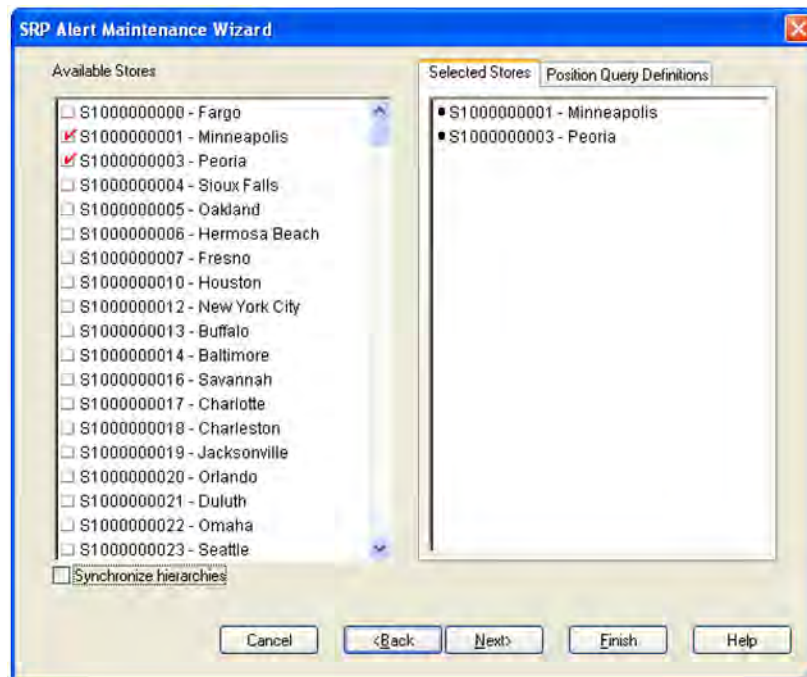 SRP Alert Maintenance Wizard
Available Stores
S1000000000 - Fargo
S1000000001 - Minneapolis
S1000000003 - Peoria
S1000000004 - Sioux Falls
S1000000005 - Oakland
S1000000006 - Hermosa Beach
S1000000007 - Fresno
S1000000010 - Houston
S1000000012 - New York City
S1000000013 - Buffalo
S1000000014 - Baltimore
S1000000016 - Savannah
S1000000017 - Charlotte
S1000000018 - Charleston
S1000000019 - Jacksonville
S1000000020 - Orlando
S1000000021 - Duluth
S1000000022 - Omaha
S1000000023 - Seattle
Synchronize hierarchies
Selected Stores Position Query Definitions
S1000000001 - Minneapolis
S1000000003 - Peoria
Cancel <Back Next> Finish Help